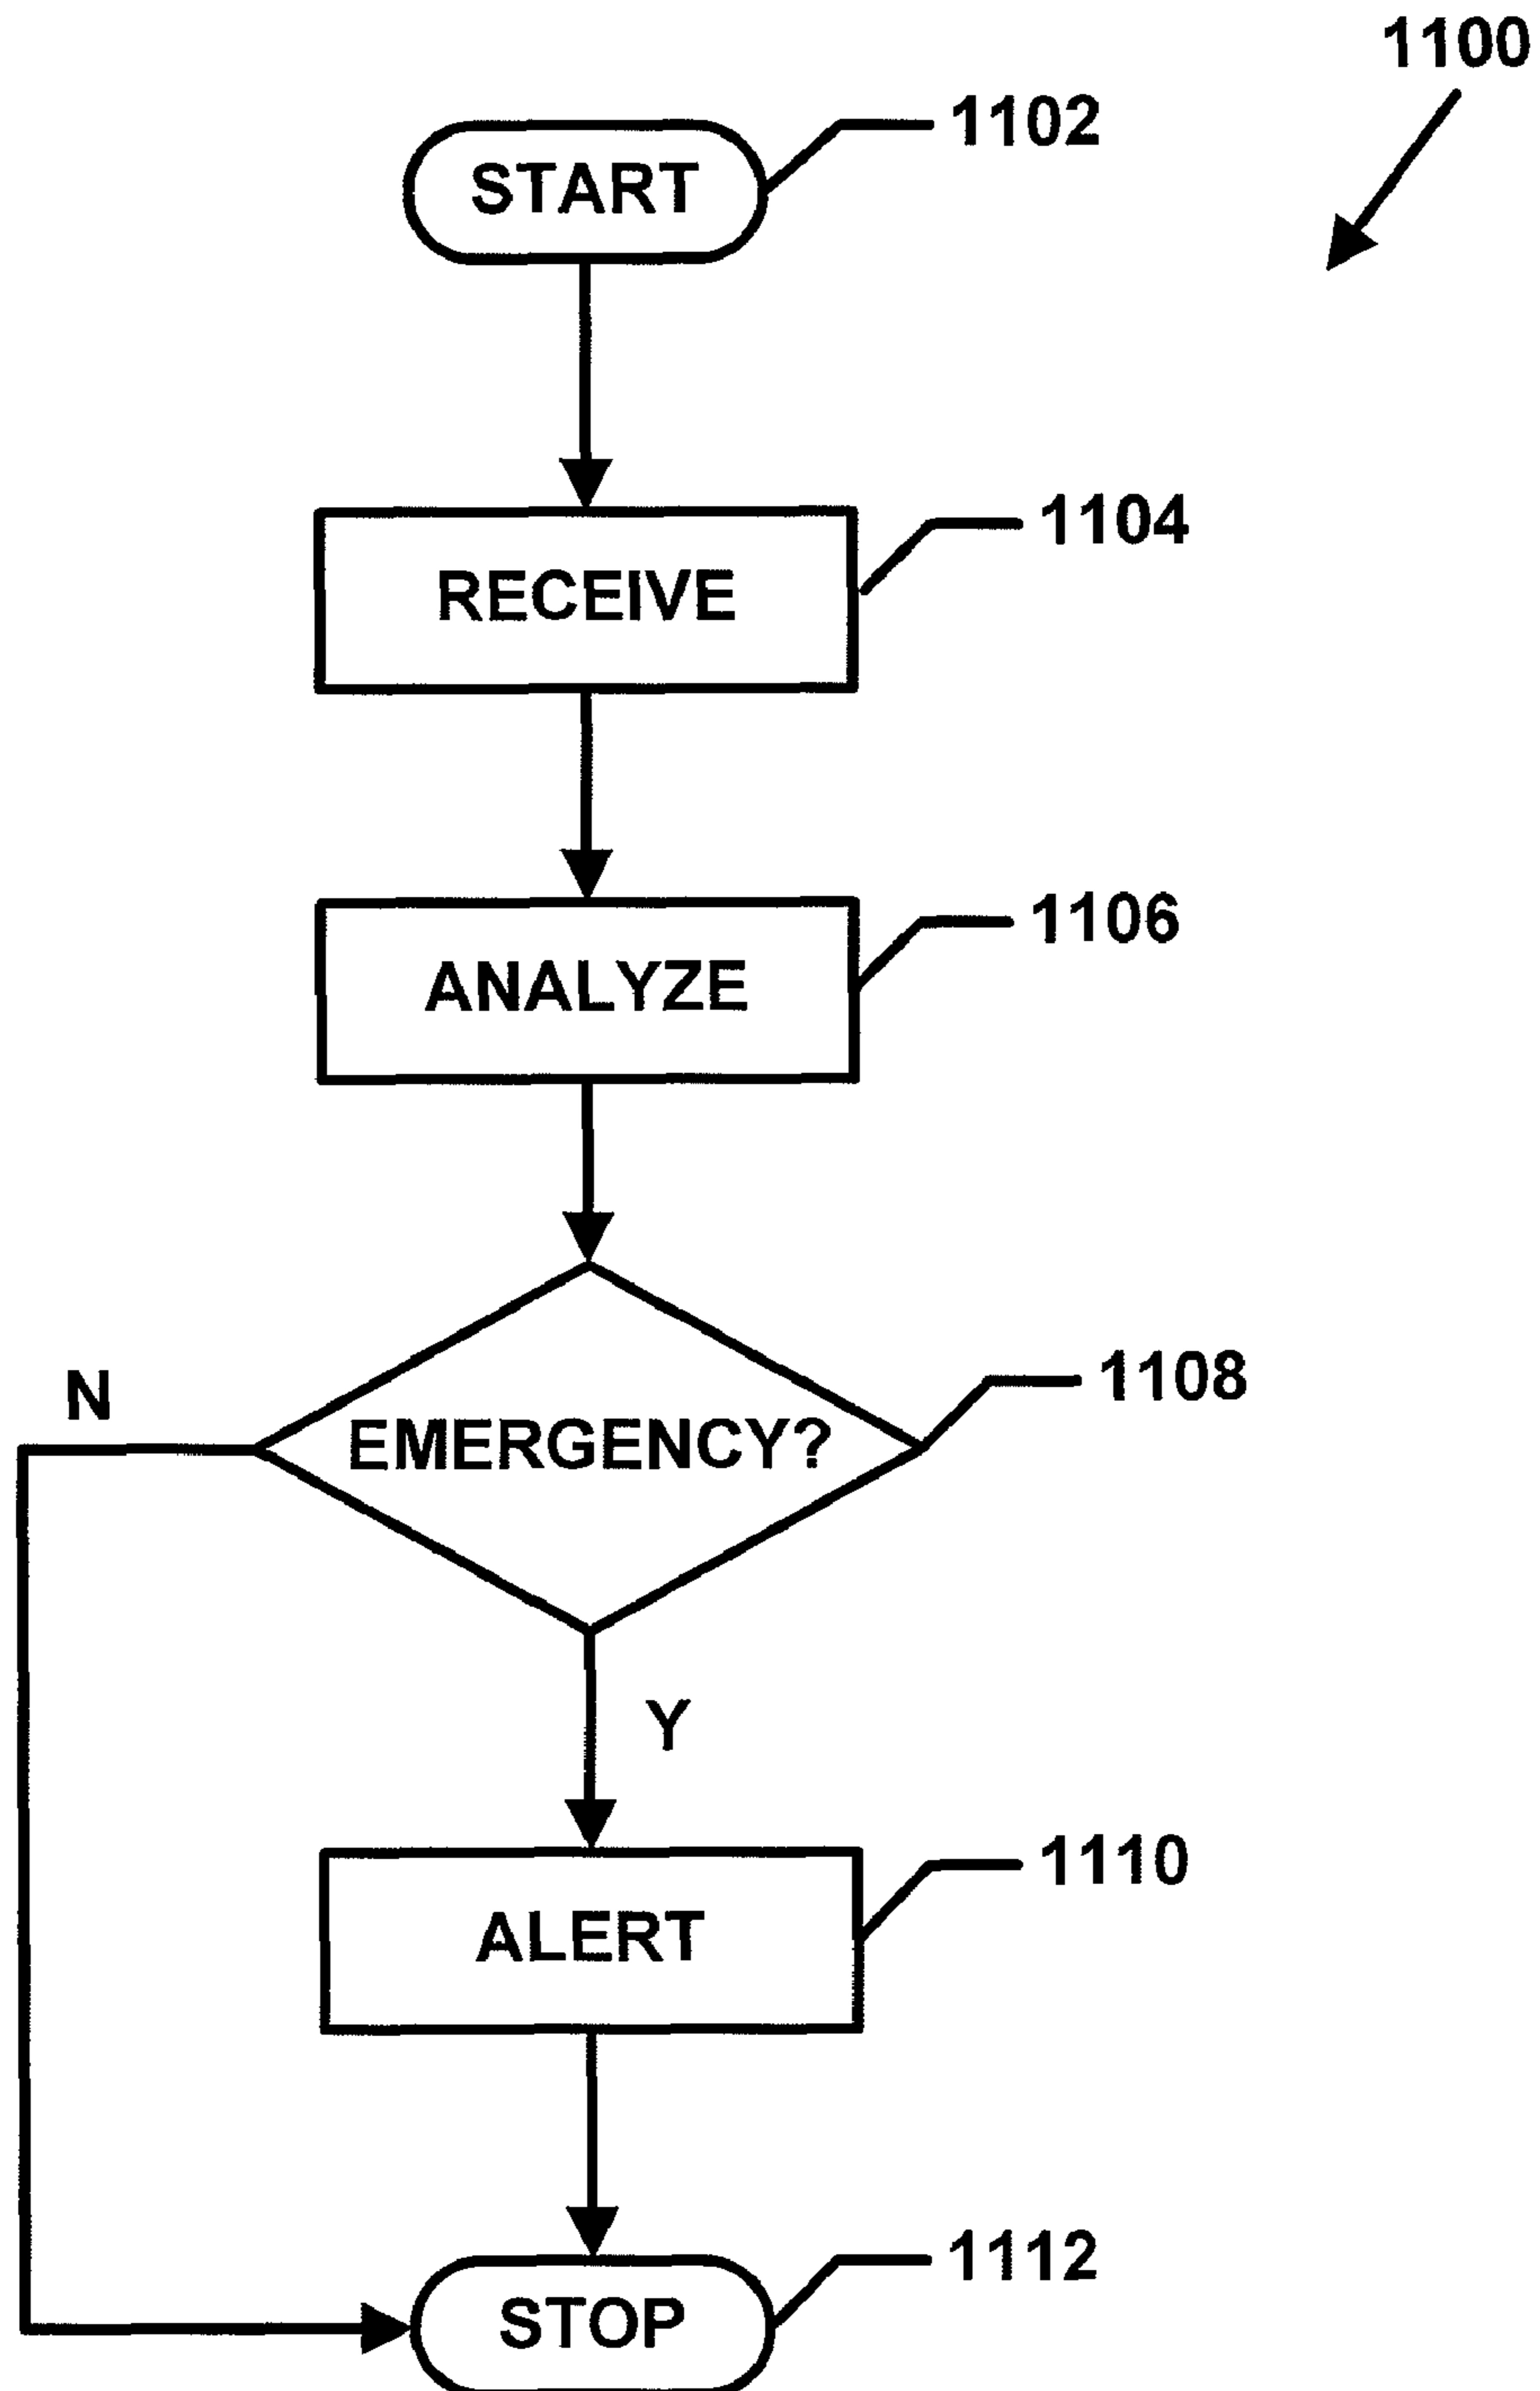 1100
1102
START
1104
RECEIVE
1106
ANALYZE
1108
N
EMERGENCY?
Y
1110
ALERT
1112
STOP